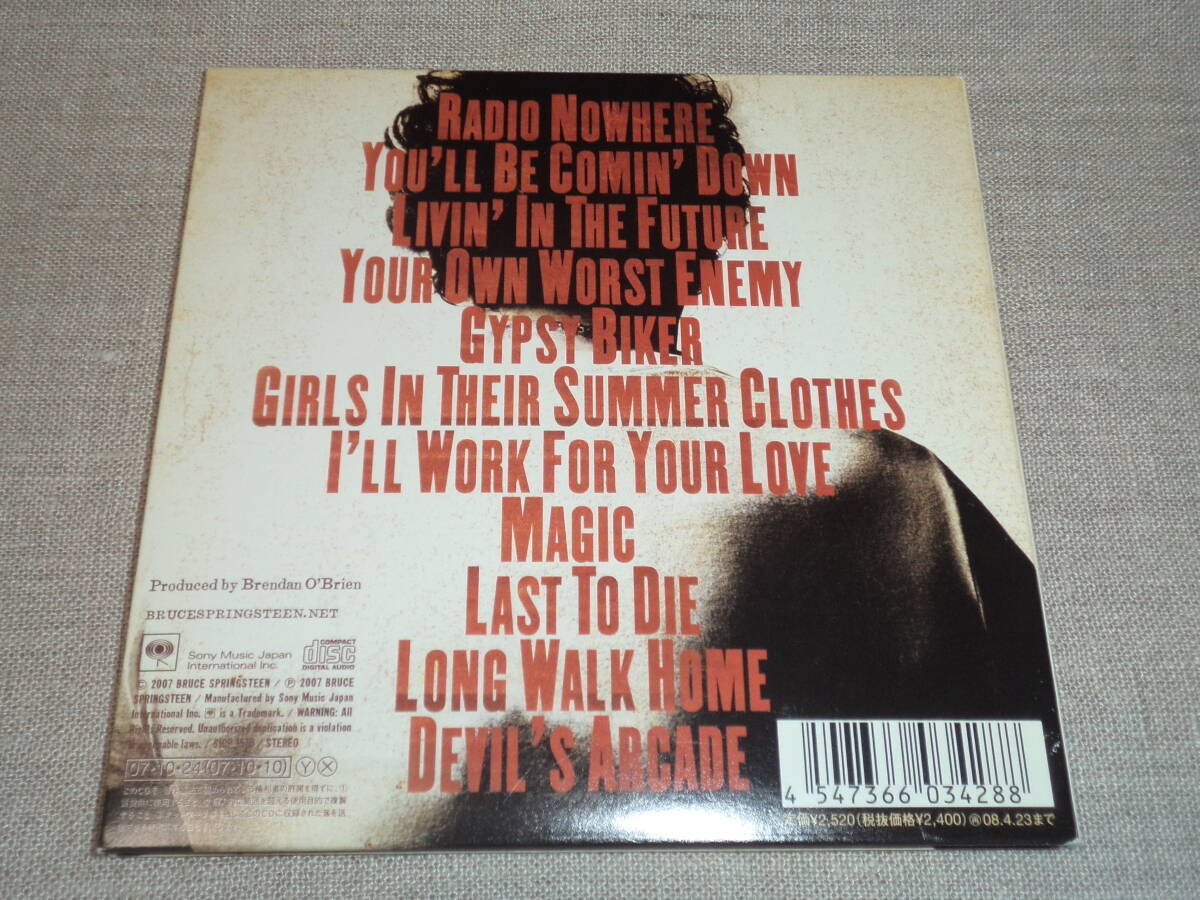 RADIO NOWHERE
YOU'LL BE COMIN' DOWN
LIVIN' IN THE FUTURE
YOUR OWN WORST ENEMY
GYPSY BIKER
GIRLS IN THEIR SUMMER CLOTHES
I'LL WORK FOR YOUR LOVE
MAGIC
LAST TO DIE
LONG WALK HOME
DEVIL'S ARCADE
Produced by Brendan O'Brien
BRUCESPRINGSTEEN.NET
Sony Music Japan
International Inc.
COMPACT
disc
DIGITAL AUDIO
© 2007 BRUCE SPRINGSTEEN / ℗ 2007 BRUCE
SPRINGSTEEN / Manufactured by Sony Music Japan
International Inc. is a Trademark. / WARNING: All
Rights Reserved. Unauthorized duplication is a violation
laws. / STEREO
07・10・24(07・10・10) Ⓨ Ⓧ
4 547366 034288
定価¥2,520(税抜価格¥2,400) 08.4.23まで